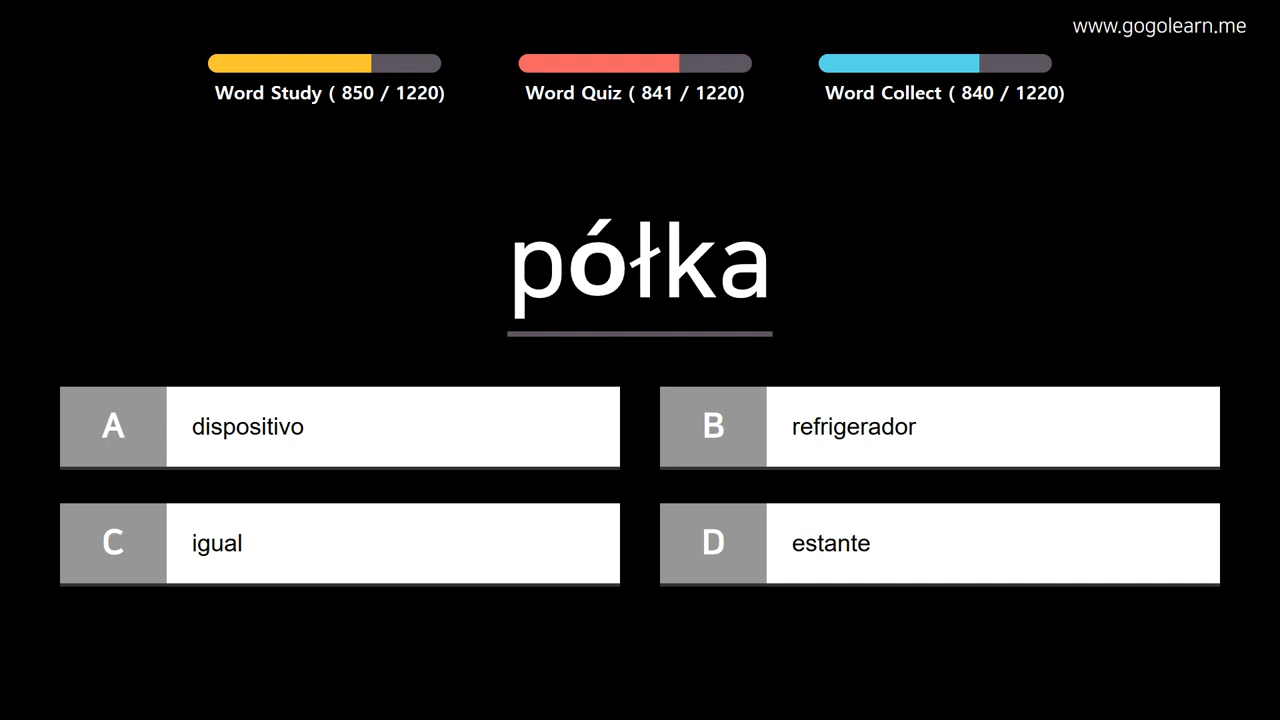 www.gogolearn.me
Word Study ( 850 / 1220)
Word Quiz ( 841 / 1220)
Word Collect ( 840 / 1220)
półka
A dispositivo
B refrigerador
C igual
D estante